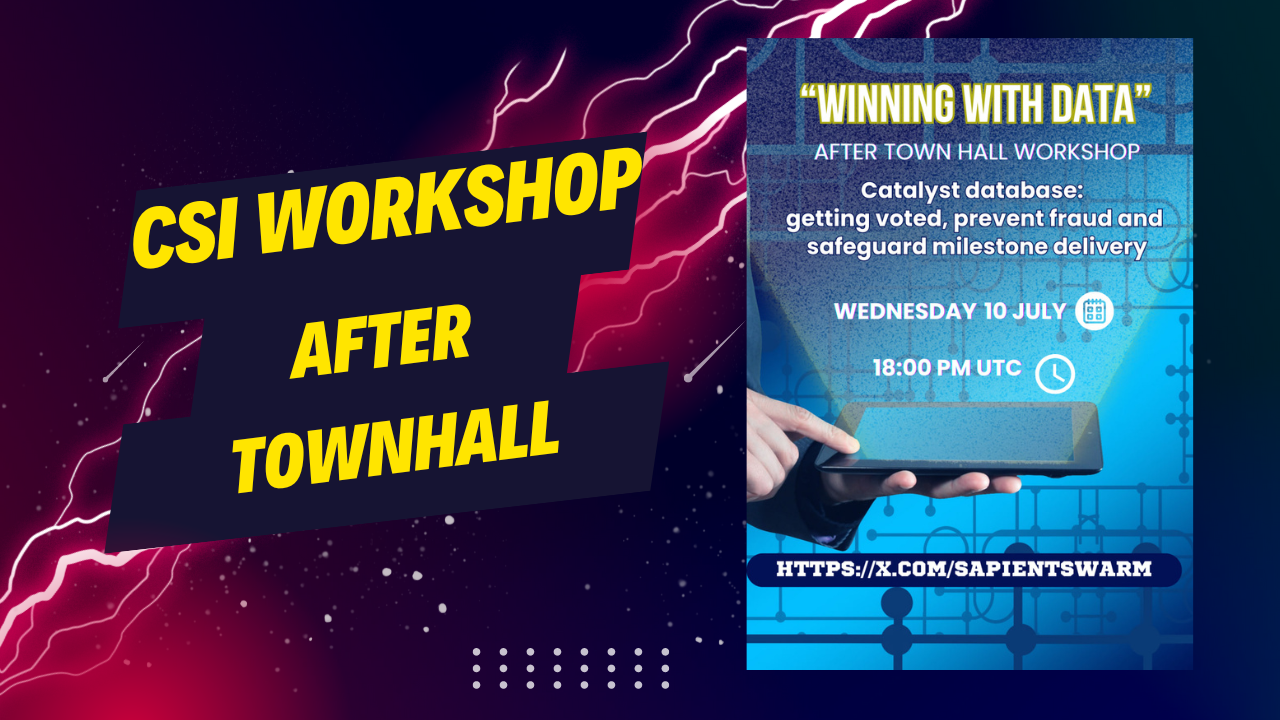 CSI WORKSHOP
AFTER
TOWNHALL
“WINNING WITH DATA”
AFTER TOWN HALL WORKSHOP
Catalyst database:
getting voted, prevent fraud and
safeguard milestone delivery
WEDNESDAY 10 JULY
18:00 PM UTC
HTTPS://X.COM/SAPIENTSWARM